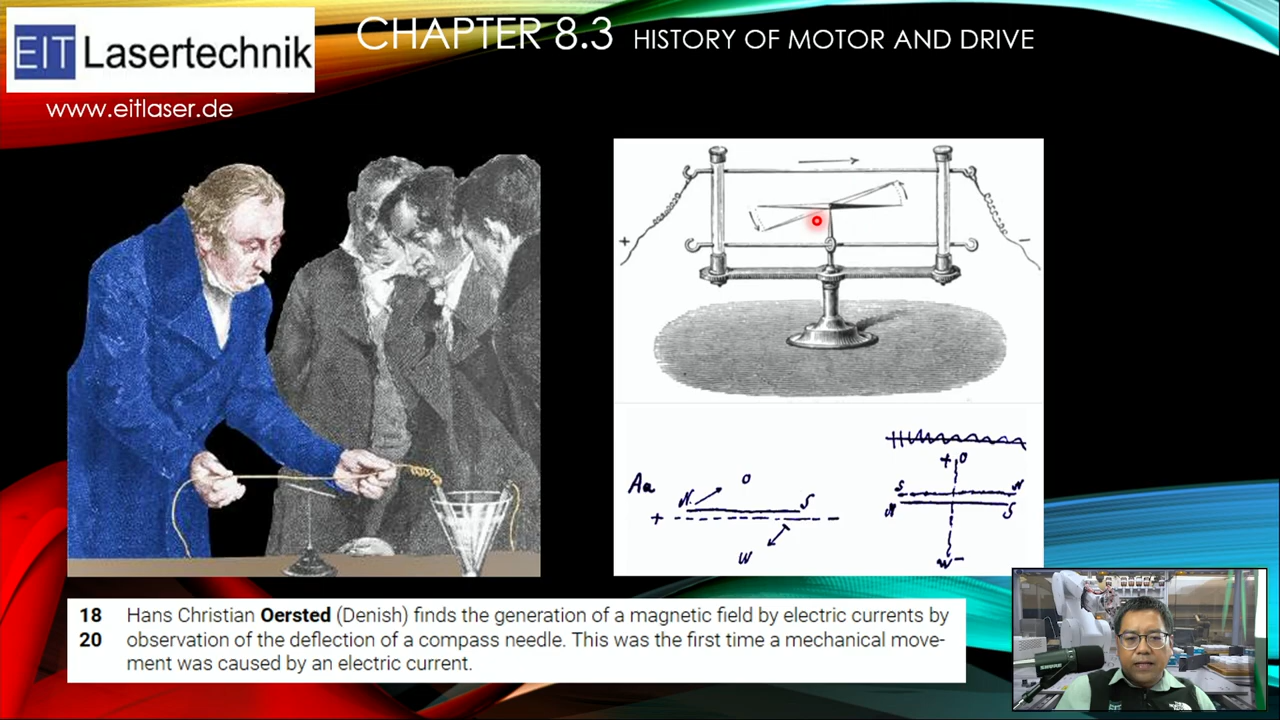 EIT Lasertechnik
CHAPTER 8.3 HISTORY OF MOTOR AND DRIVE
www.eitlaser.de
+
−
+ O
Aa N O S N
S
+
N S
W
W −
18 Hans Christian Oersted (Denish) finds the generation of a magnetic field by electric currents by
20 observation of the deflection of a compass needle. This was the first time a mechanical move-
ment was caused by an electric current.
SHURE